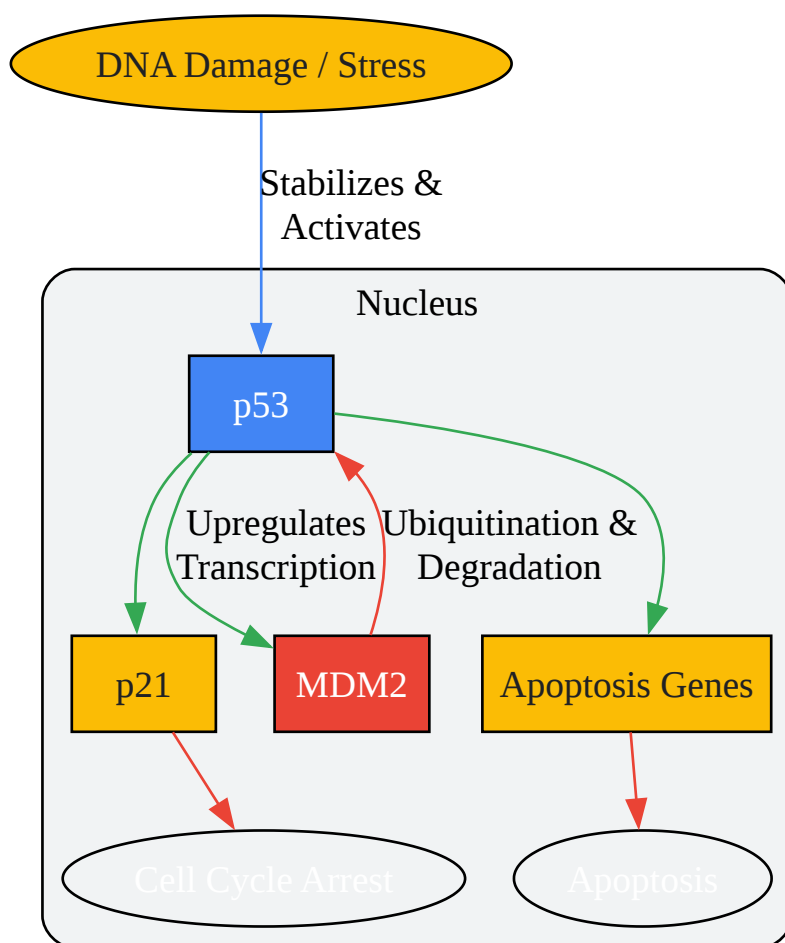 DNA Damage / Stress
Stabilizes &
Activates
Nucleus
p53
Upregulates
Transcription
Ubiquitination &
Degradation
p21
MDM2
Apoptosis Genes
Cell Cycle Arrest
Apoptosis